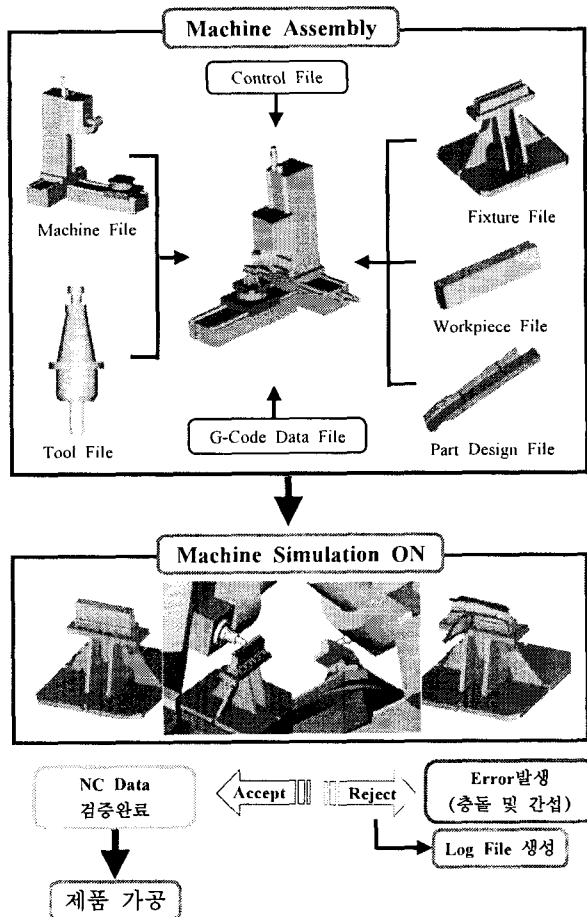 Machine Assembly
Control File
Machine File
Fixture File
Workpiece File
Tool File
G-Code Data File
Part Design File
Machine Simulation ON
NC Data
검증완료
Accept
Reject
Error발생
(충돌 및 간섭)
Log File 생성
제품 가공